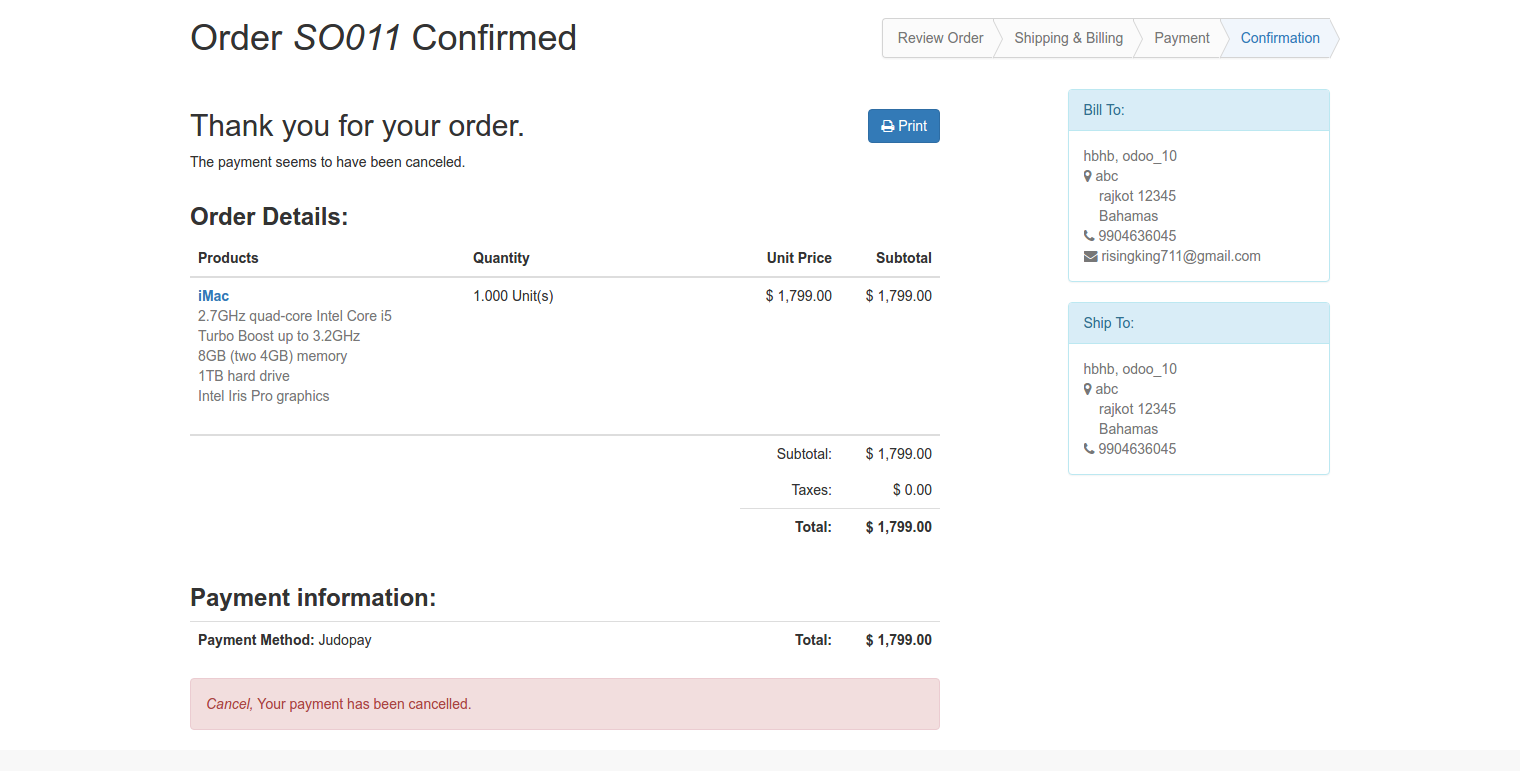 Order SO011 Confirmed
Review Order Shipping & Billing Payment Confirmation
Thank you for your order.
Print
The payment seems to have been canceled.
Order Details:
Products Quantity Unit Price Subtotal
iMac 1.000 Unit(s) $ 1,799.00 $ 1,799.00
2.7GHz quad-core Intel Core i5
Turbo Boost up to 3.2GHz
8GB (two 4GB) memory
1TB hard drive
Intel Iris Pro graphics
Subtotal: $ 1,799.00
Taxes: $ 0.00
Total: $ 1,799.00
Payment information:
Payment Method: Judopay Total: $ 1,799.00
Cancel, Your payment has been cancelled.
Bill To:
hbhb, odoo_10
abc
rajkot 12345
Bahamas
9904636045
risingking711@gmail.com
Ship To:
hbhb, odoo_10
abc
rajkot 12345
Bahamas
9904636045